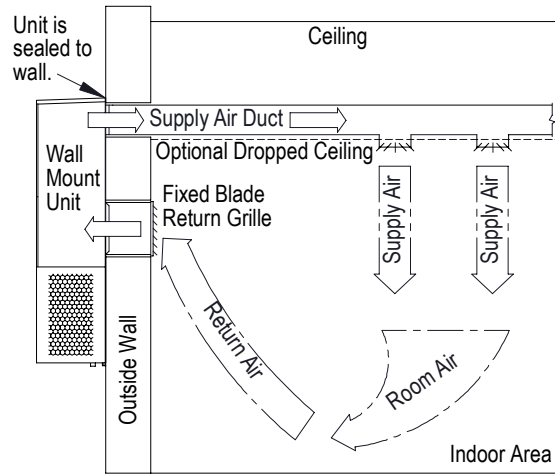 Unit is
sealed to
wall.
Ceiling
Supply Air Duct
Optional Dropped Ceiling
Wall
Mount
Unit
Fixed Blade
Return Grille
Supply Air
Supply Air
Return Air
Room Air
Outside Wall
Indoor Area